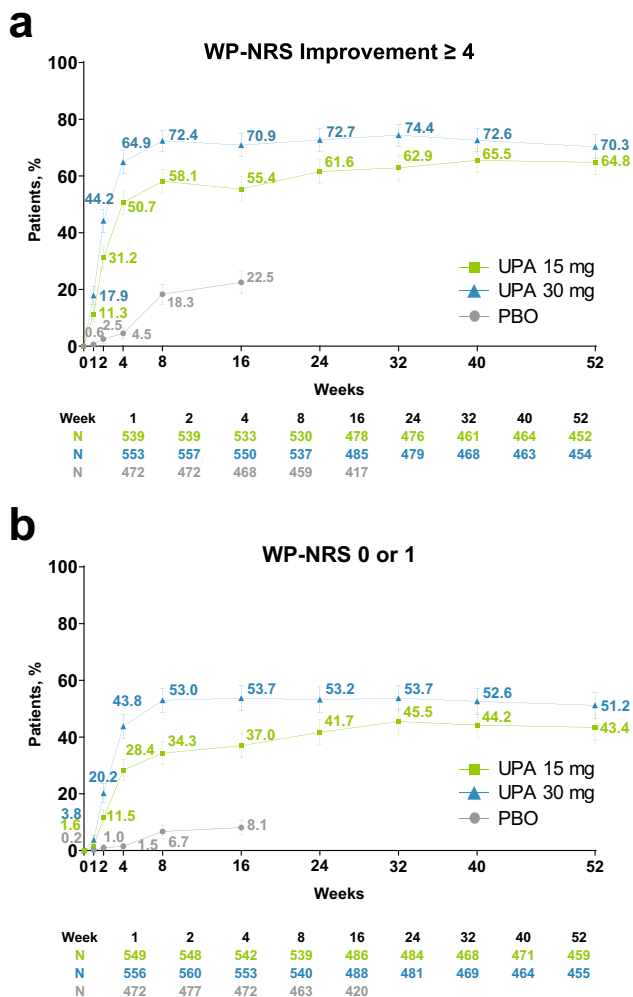 a
WP-NRS Improvement ≥ 4
100
80
60
40
20
0
Patients, %
0.6
2.5
4.5
18.3
22.5
11.3
31.2
50.7
58.1
55.4
61.6
62.9
65.5
64.8
17.9
44.2
64.9
72.4
70.9
72.7
74.4
72.6
70.3
UPA 15 mg
UPA 30 mg
PBO
0 1 2 4 8 16 24 32 40 52
Weeks
Week 1 2 4 8 16 24 32 40 52
N 539 539 533 530 478 476 461 464 452
N 553 557 550 537 485 479 468 463 454
N 472 472 468 459 417
b
WP-NRS 0 or 1
100
80
60
40
20
0
Patients, %
3.8
1.6
0.2
20.2
43.8
53.0
53.7
53.2
53.7
52.6
51.2
11.5
28.4
34.3
37.0
41.7
45.5
44.2
43.4
1.0
1.5
6.7
8.1
UPA 15 mg
UPA 30 mg
PBO
0 1 2 4 8 16 24 32 40 52
Weeks
Week 1 2 4 8 16 24 32 40 52
N 549 548 542 539 486 484 468 471 459
N 556 560 553 540 488 481 469 464 455
N 472 477 472 463 420